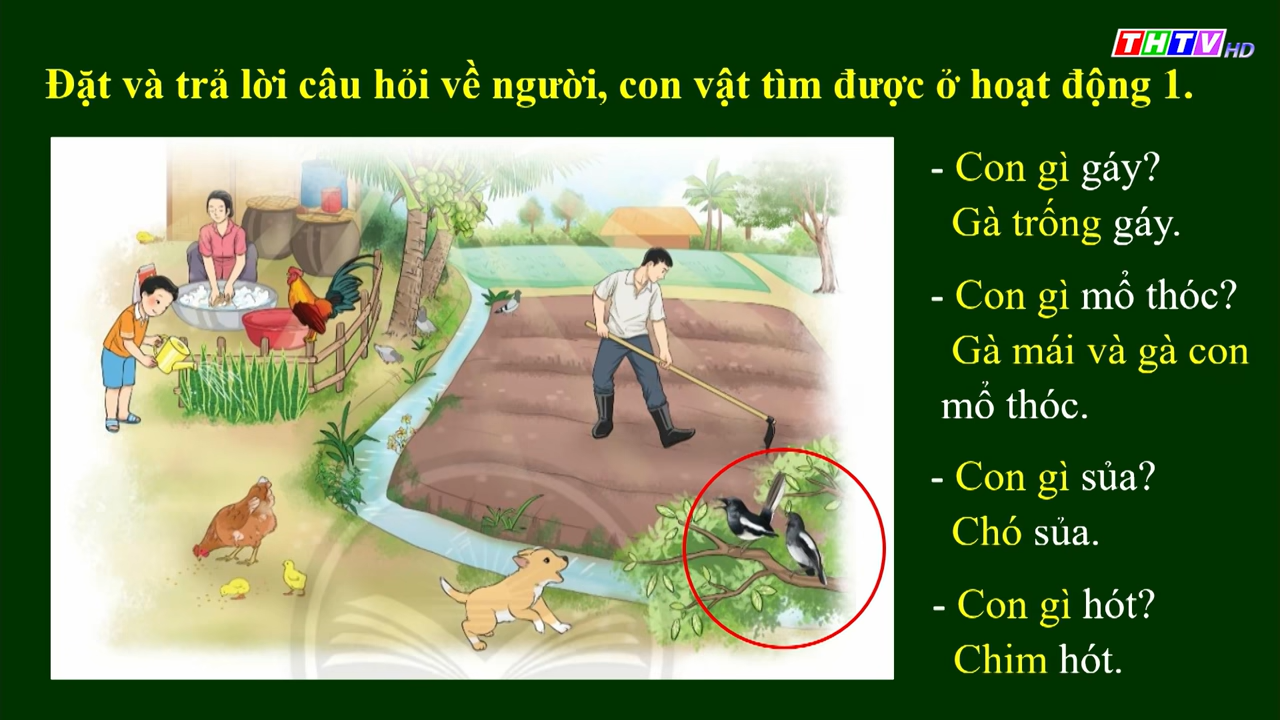 THTV HD
Đặt và trả lời câu hỏi về người, con vật tìm được ở hoạt động 1.
- Con gì gáy?
Gà trống gáy.
- Con gì mổ thóc?
Gà mái và gà con
mổ thóc.
- Con gì sủa?
Chó sủa.
- Con gì hót?
Chim hót.